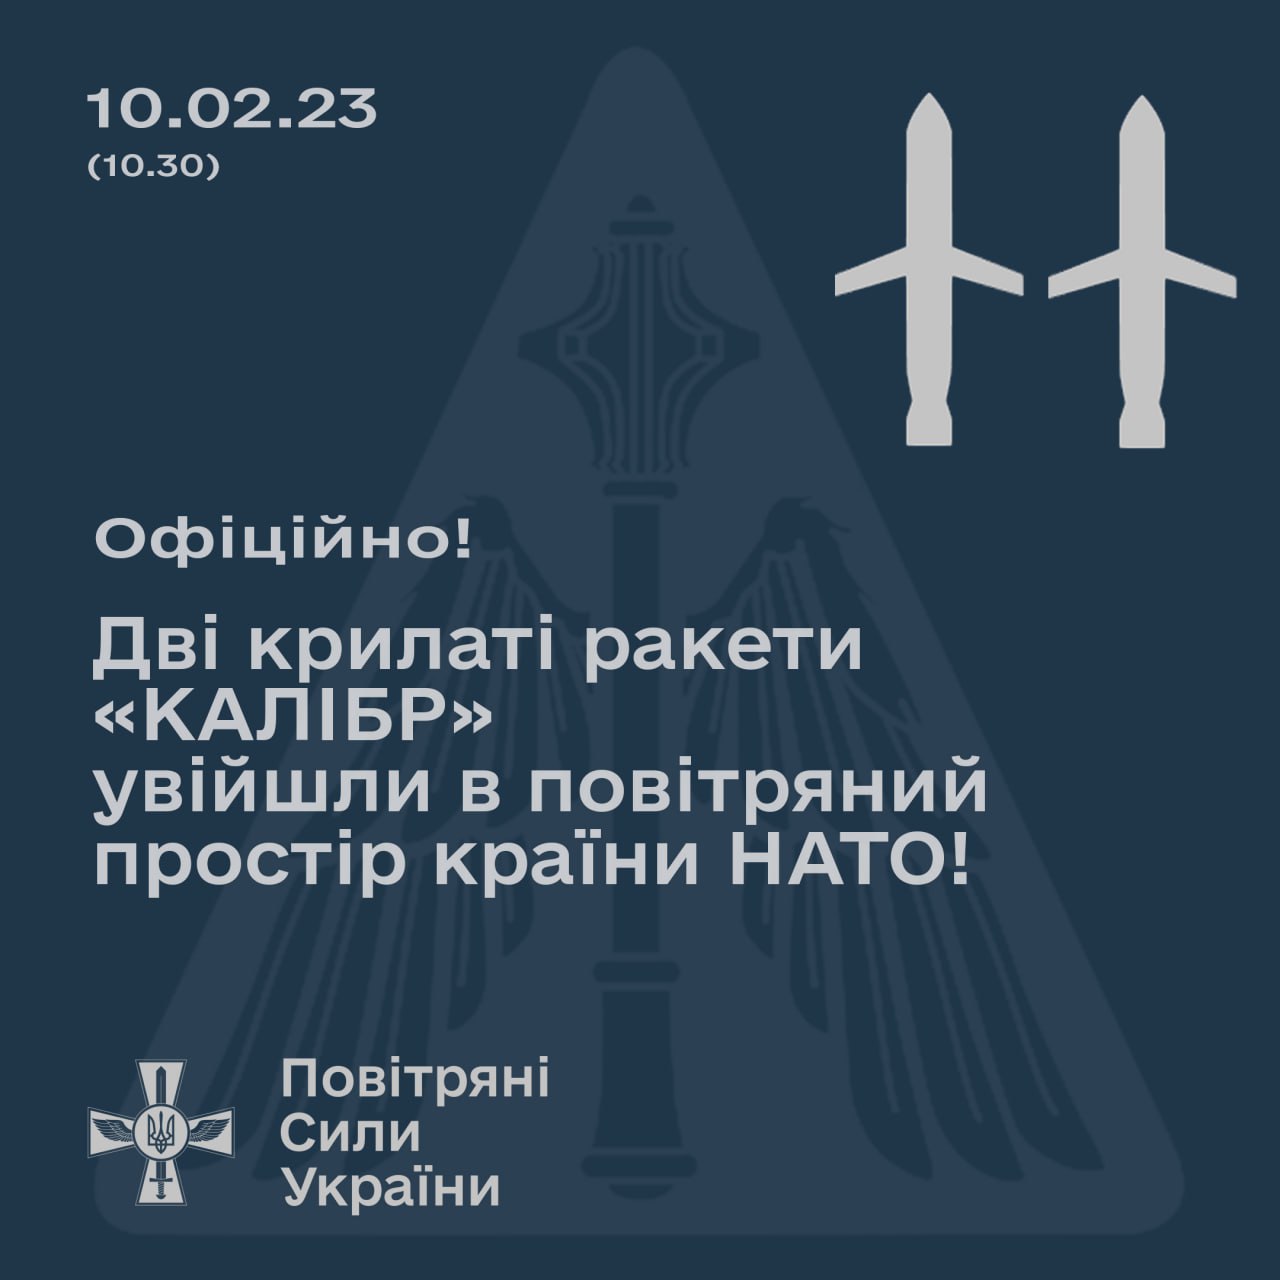 10.02.23
(10.30)
Офіційно!
Дві крилаті ракети
«КАЛІБР»
увійшли в повітряний
простір країни НАТО!
Повітряні
Сили
України